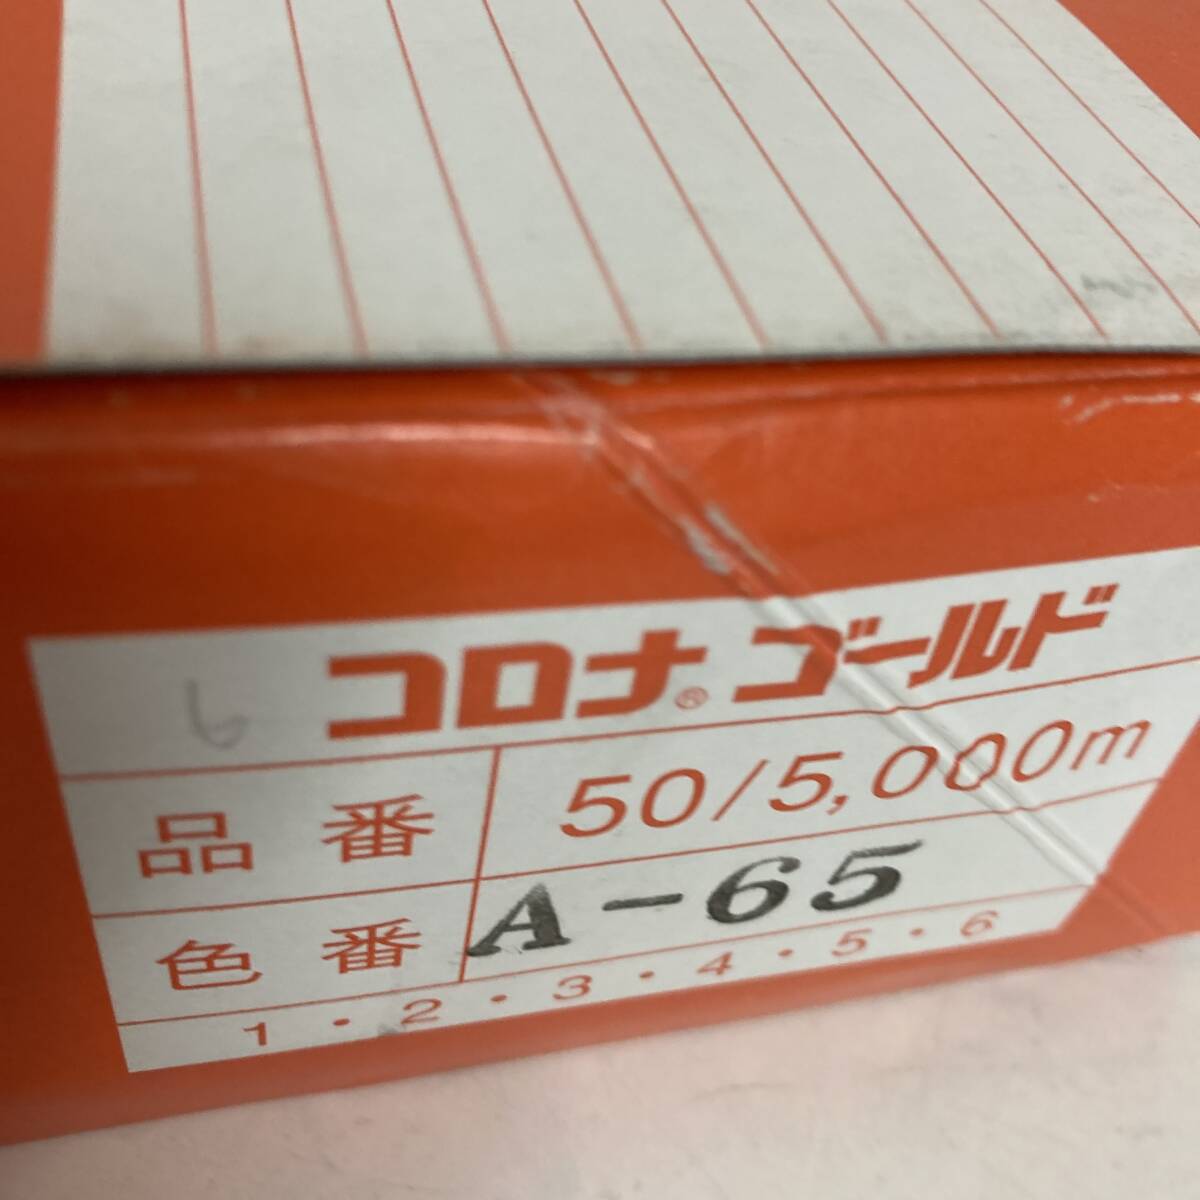 6
コロナ® ゴールド
品番 50/5,000m
色番 A-65
1・2・3・4・5・6